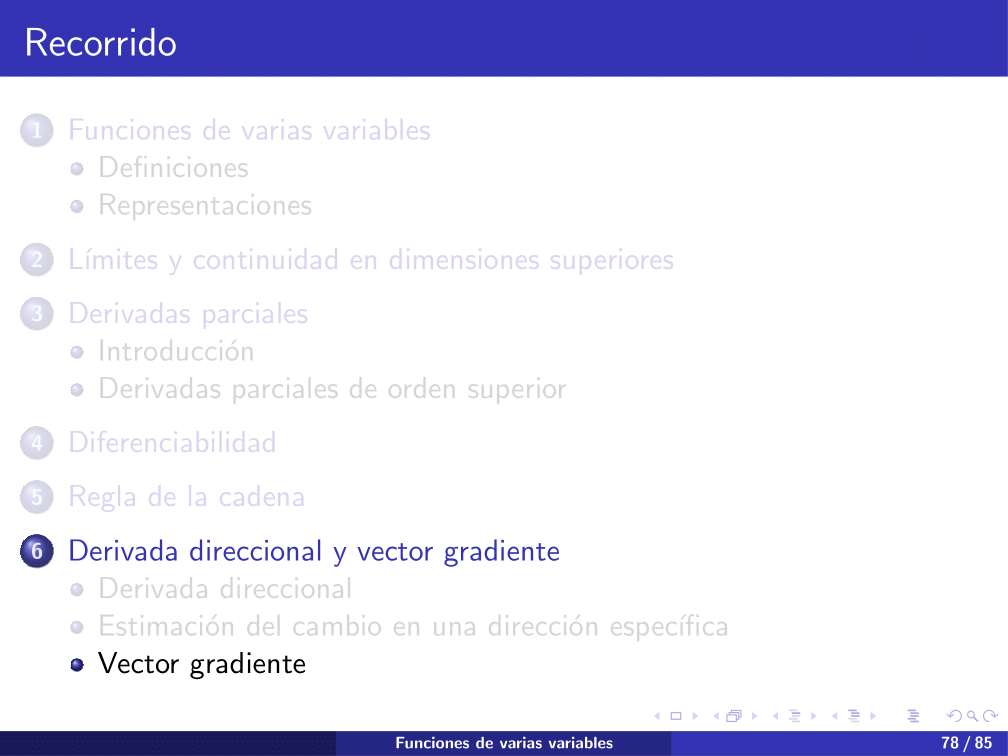 Recorrido
1 Funciones de varias variables
Definiciones
Representaciones
2 Límites y continuidad en dimensiones superiores
3 Derivadas parciales
Introducción
Derivadas parciales de orden superior
4 Diferenciabilidad
5 Regla de la cadena
6 Derivada direccional y vector gradiente
Derivada direccional
Estimación del cambio en una dirección específica
Vector gradiente
Funciones de varias variables 78 / 85